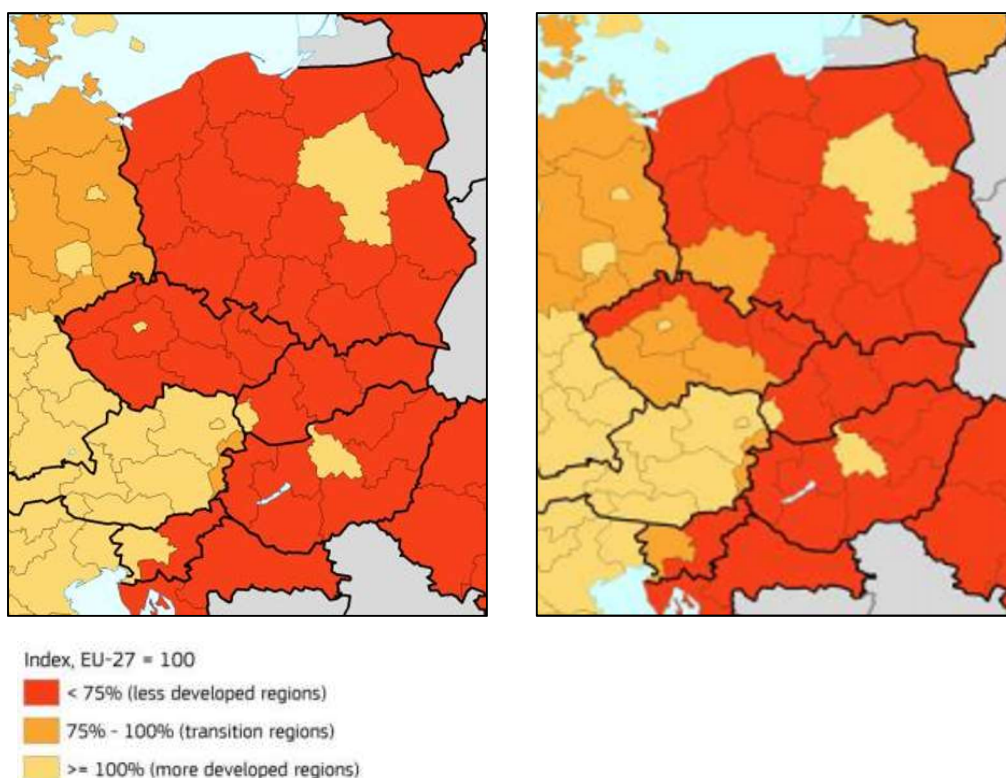 Index, EU-27 = 100
< 75% (less developed regions)
75% - 100% (transition regions)
>= 100% (more developed regions)